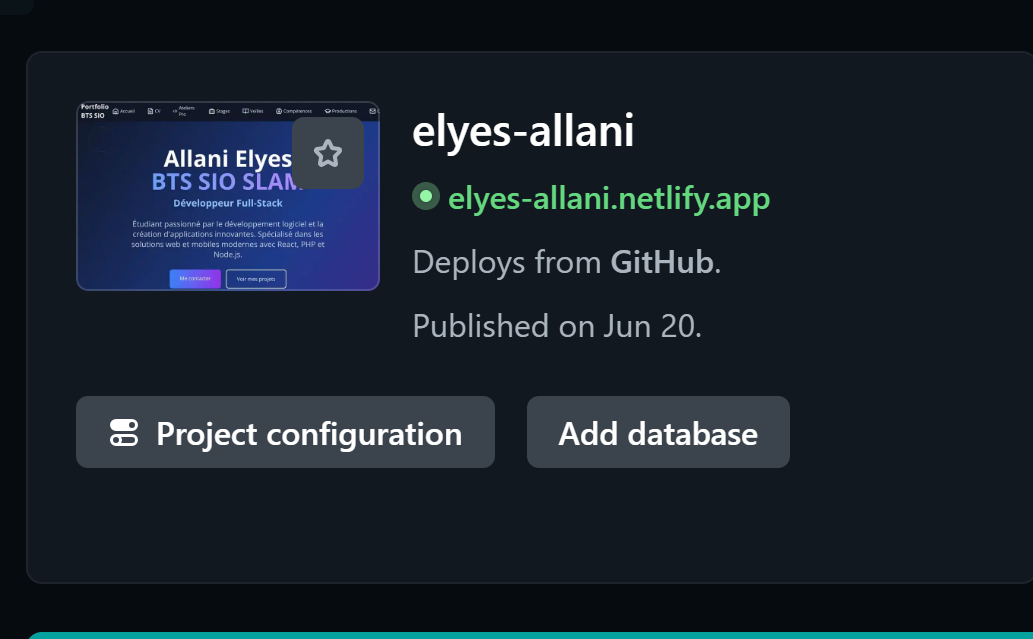 Portfolio
BTS SIO
Accueil
CV
Ateliers
Pro
Stages
Veilles
Compétences
Productions
Allani Elyes
BTS SIO SLAM
Développeur Full-Stack
Étudiant passionné par le développement logiciel et la
création d'applications innovantes. Spécialisé dans les
solutions web et mobiles modernes avec React, PHP et
Node.js.
Me contacter
Voir mes projets
elyes-allani
elyes-allani.netlify.app
Deploys from GitHub.
Published on Jun 20.
Project configuration
Add database